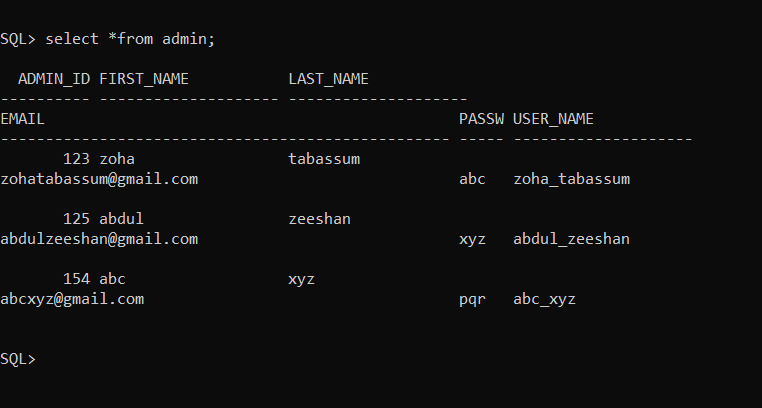 SQL> select *from admin;
  ADMIN_ID FIRST_NAME           LAST_NAME
---------- -------------------- --------------------
EMAIL                                              PASSW USER_NAME
-------------------------------------------------- ----- --------------------
       123 zoha                 tabassum
zohatabassum@gmail.com                             abc   zoha_tabassum
       125 abdul                zeeshan
abdulzeeshan@gmail.com                             xyz   abdul_zeeshan
       154 abc                  xyz
abcxyz@gmail.com                                   pqr   abc_xyz
SQL>